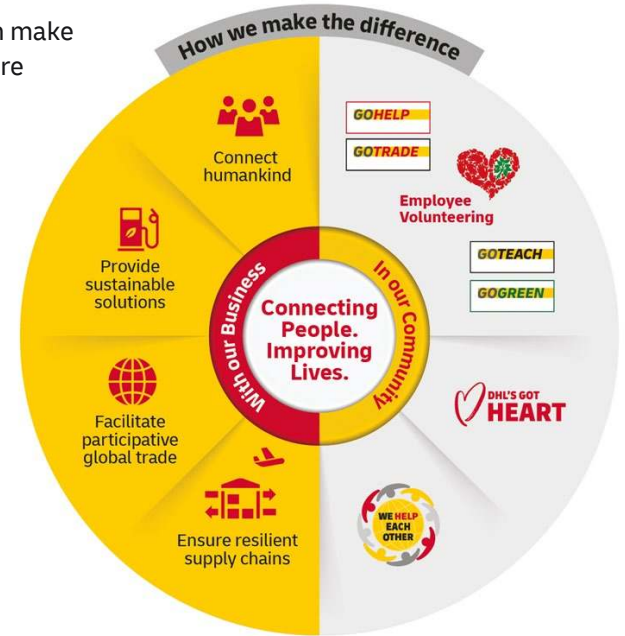 make
re
How we make the difference
Connect
humankind
Provide
sustainable
solutions
Facilitate
participative
global trade
Ensure resilient
supply chains
With our Business
Connecting
People.
Improving
Lives.
In our Community
GOHELP
GOTRADE
Employee
Volunteering
GOTEACH
GOGREEN
DHL'S GOT
HEART
WE HELP
EACH
OTHER